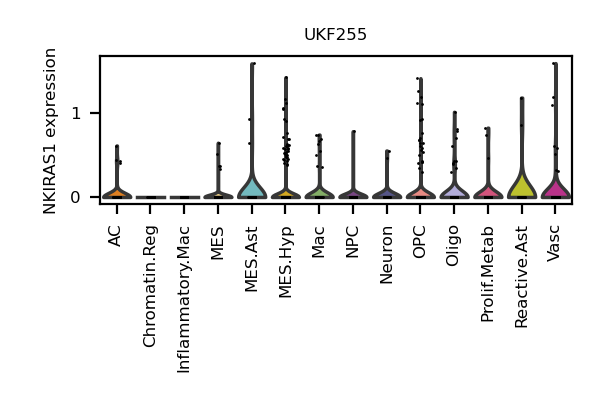 UKF255
NKIRAS1 expression
1
0
AC
Chromatin.Reg
Inflammatory.Mac
MES
MES.Ast
MES.Hyp
Mac
NPC
Neuron
OPC
Oligo
Prolif.Metab
Reactive.Ast
Vasc